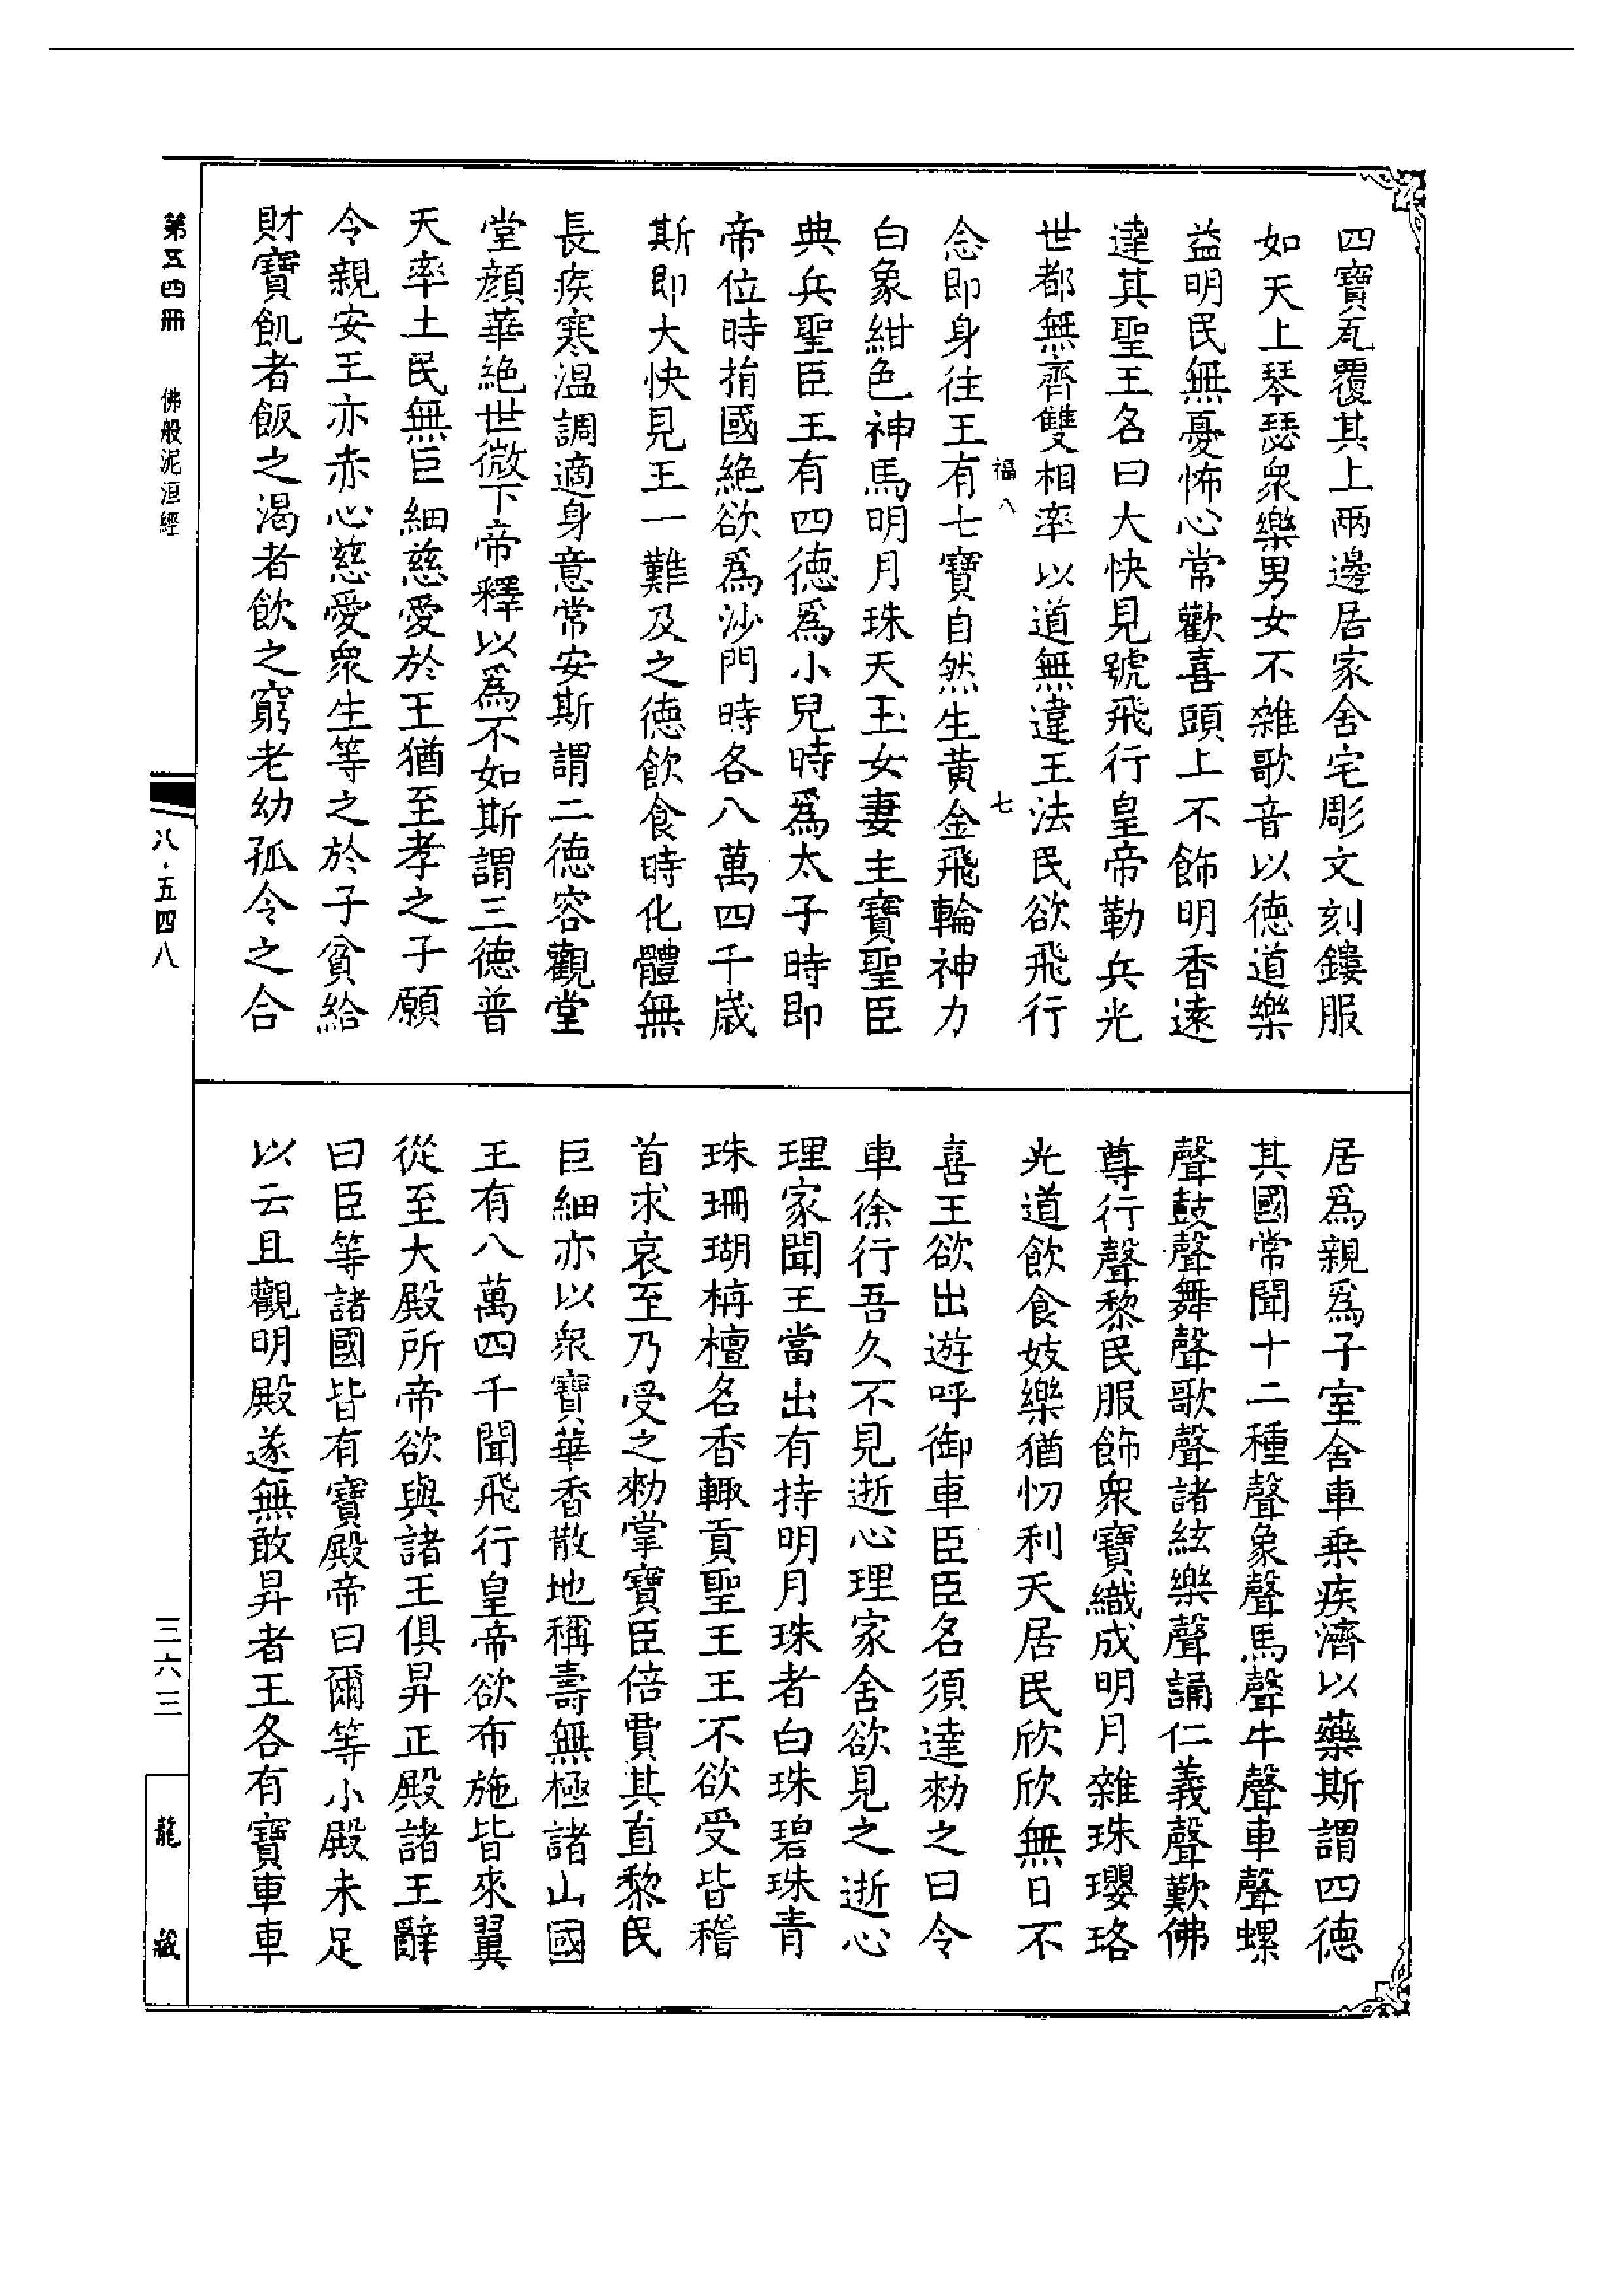 四寶瓦覆其上兩邊居家舍宅彫文刻鏤服
如天上琴瑟衆樂男女不雜歌音以德道樂
益明民無憂怖心常歡喜頭上不飾明香遠
達其聖王名曰大快見號飛行皇帝勒兵光
世都無齊雙相率以道無違王法民欲飛行
福八 七
念即身往王有七寶自然生黃金飛輪神力
白象紺色神馬明月珠天王女妻主寶聖臣
典兵聖臣王有四德爲小兒時爲太子時即
帝位時捐國絶欲爲沙門時各八萬四千歲
斯即大快見王一難及之德飲食時化體無
長疾寒温調適身意常安斯謂二德容觀堂
堂顏華絶世微下帝釋以爲不如斯謂三德普
天率土民無巨細慈愛於王猶至孝之子願
令親安王亦赤心慈愛衆生等之於子貧給
財寶飢者飯之渴者飲之窮老幼孤令之合
居爲親爲子室舍車乗疾濟以藥斯謂四德
其國常聞十二種聲象聲馬聲牛聲車聲螺
聲鼓聲舞聲歌聲諸絃樂聲誦仁義聲歎佛
尊行聲黎民服飾衆寶織成明月雜珠瓔珞
光道飲食妓樂猶忉利天居民欣欣無日不
喜王欲出遊呼御車臣臣名須達勑之曰令
車徐行吾久不見逝心理家舍欲見之逝心
理家聞王當出有持明月珠者白珠碧珠青
珠珊瑚栴檀名香輙貢聖王王不欲受皆稽
首求哀至乃受之勑掌寶臣倍賈其直黎民
巨細亦以衆寶華香散地稱壽無極諸山國
王有八萬四千聞飛行皇帝欲布施皆來翼
從至大殿所帝欲與諸王俱昇正殿諸王辭
曰臣等諸國皆有寶殿帝曰爾等小殿未足
以云且觀明殿遂無敢昇者王各有寶車車
第五四冊 佛般泥洹經
八·五四八
三六三
龍藏